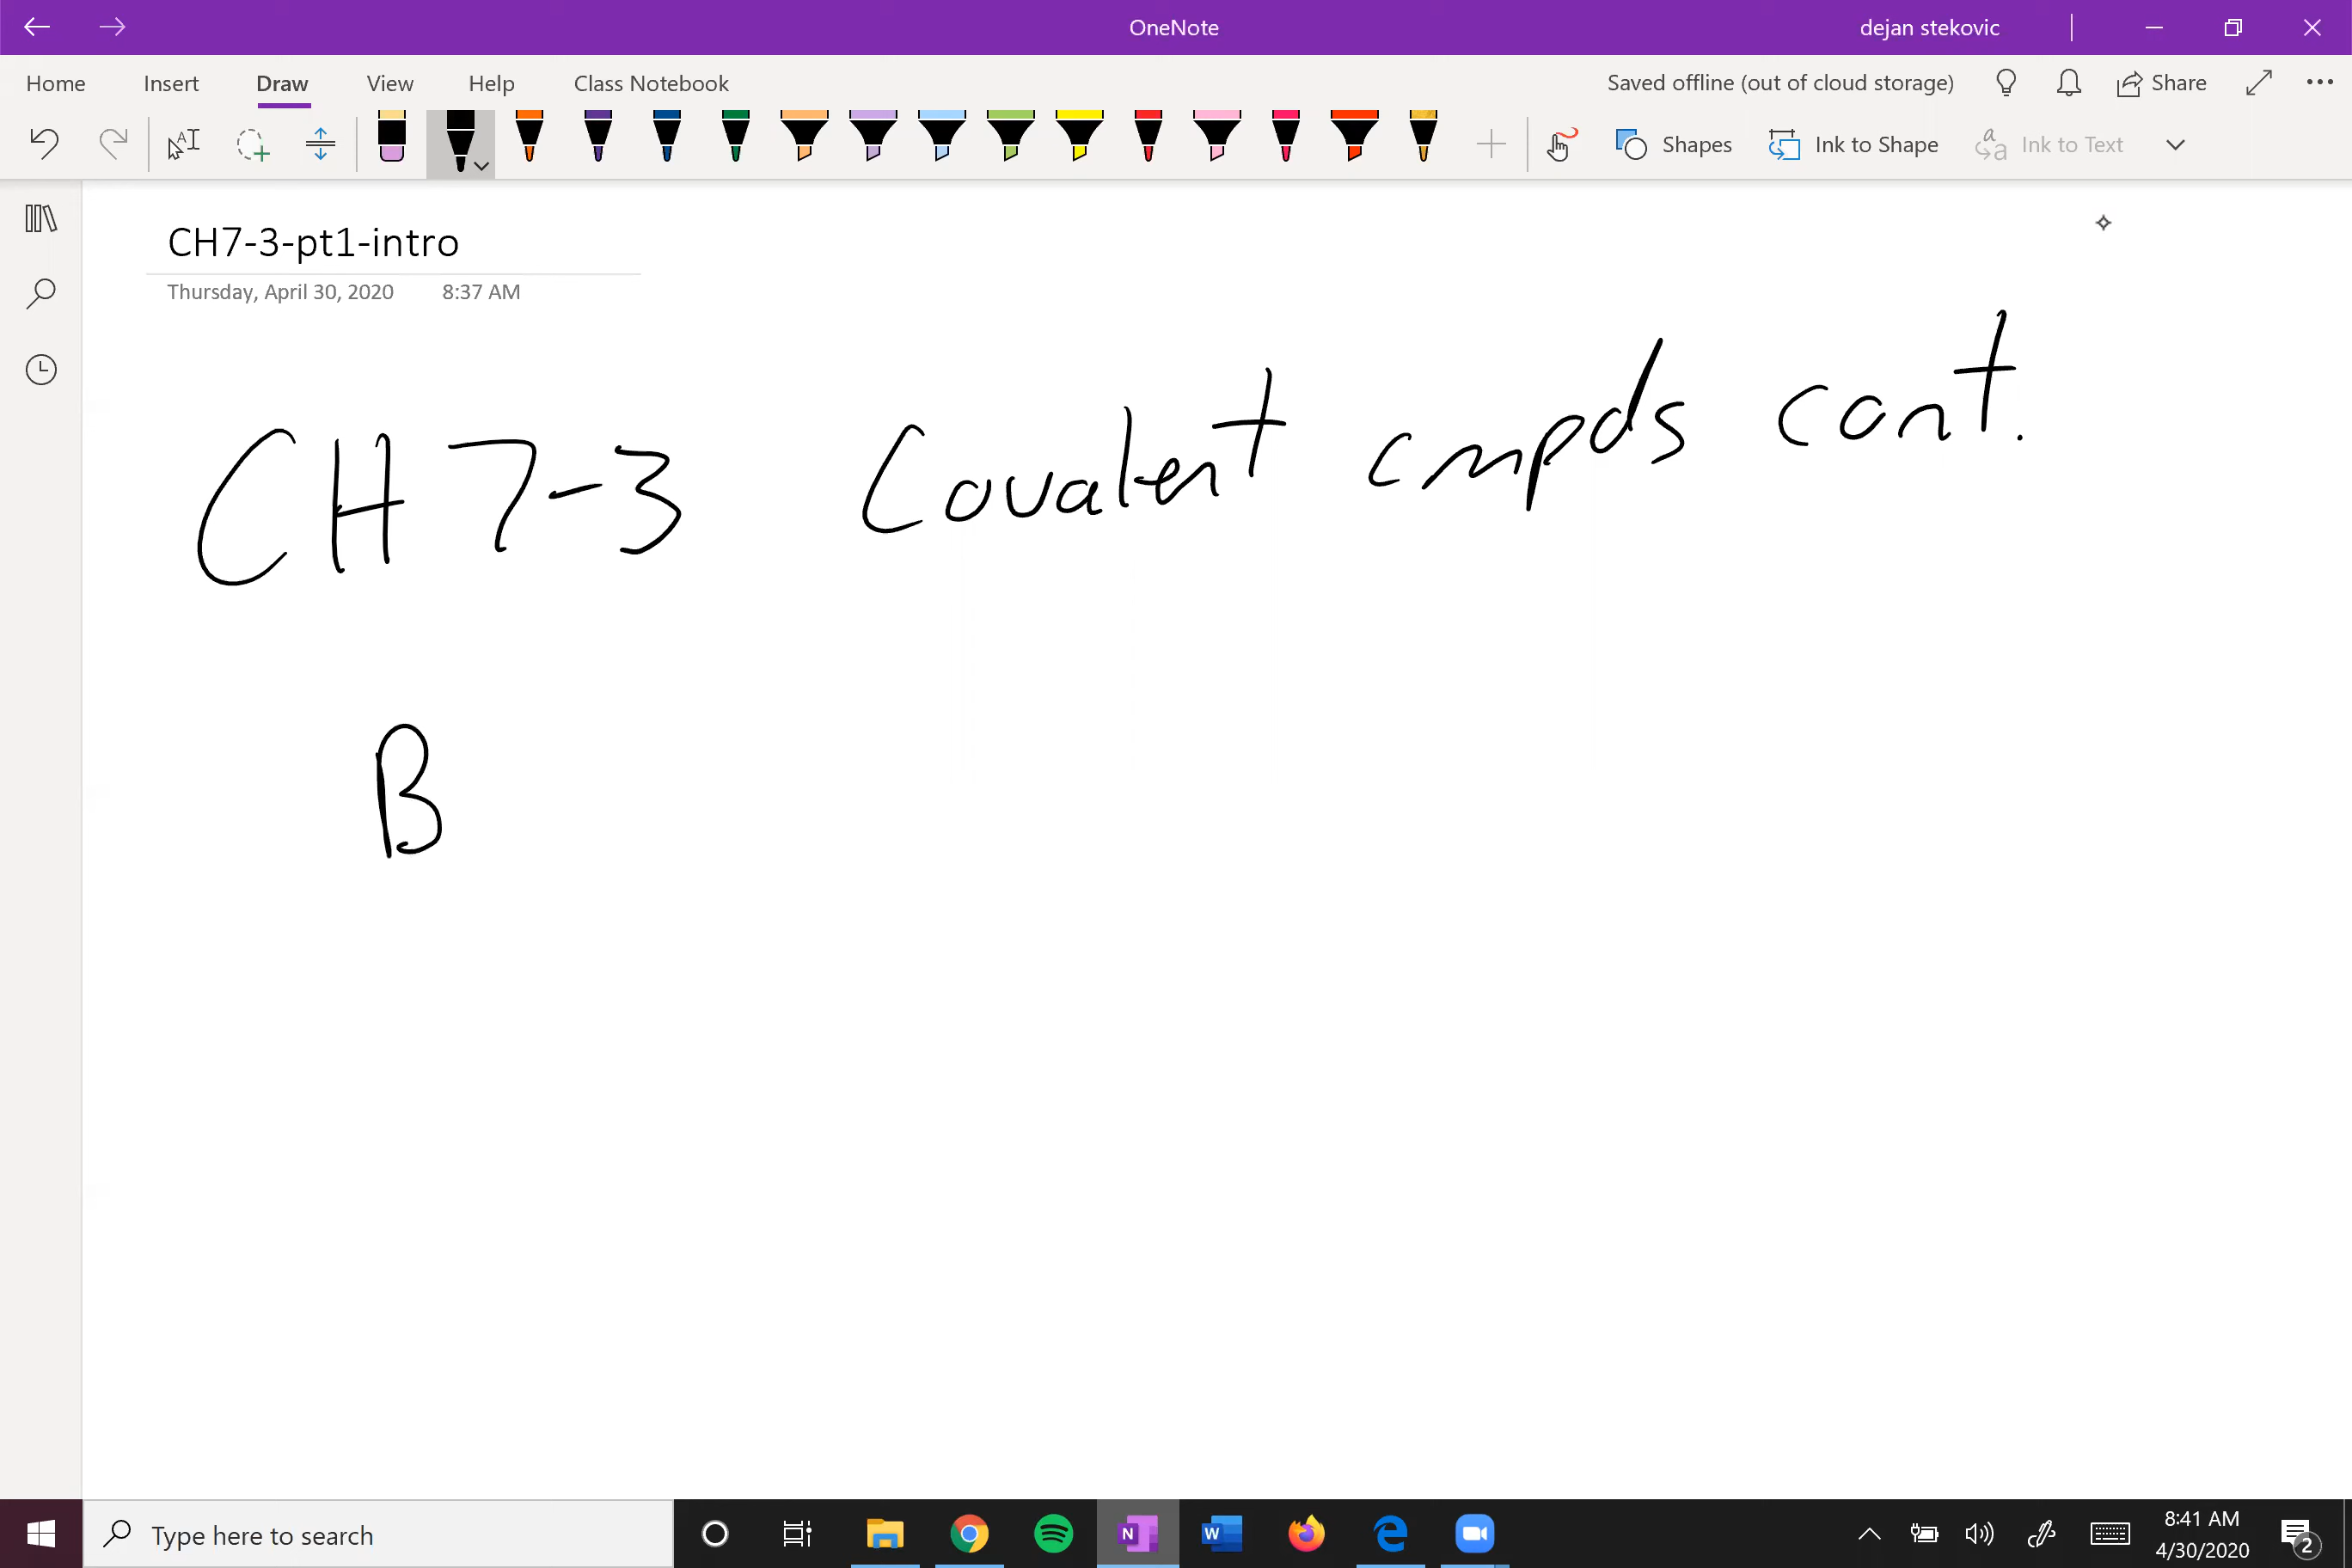 OneNote
dejan stekovic
Home Insert Draw View Help Class Notebook
Saved offline (out of cloud storage) Share
Shapes Ink to Shape Ink to Text
CH7-3-pt1-intro
Thursday, April 30, 2020 8:37 AM
CH 7-3 Covalent cmpds cont.
B
Type here to search
8:41 AM
4/30/2020
2